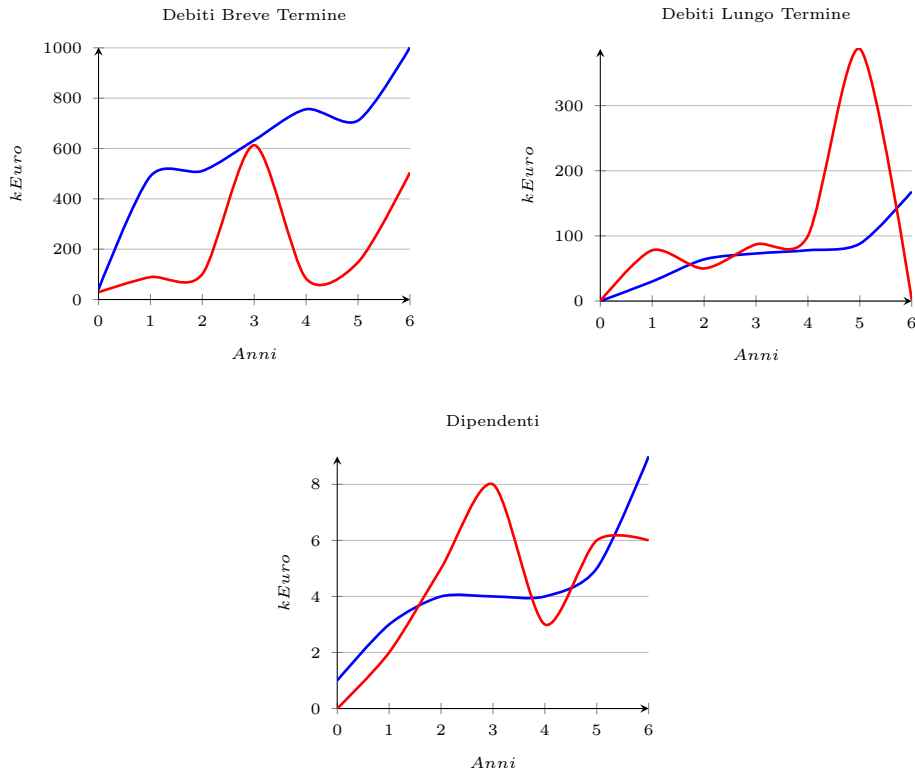 Debiti Breve Termine
1000
800
600
400
200
0
kEuro
0 1 2 3 4 5 6
Anni
Debiti Lungo Termine
300
200
100
0
kEuro
0 1 2 3 4 5 6
Anni
Dipendenti
8
6
4
2
0
kEuro
0 1 2 3 4 5 6
Anni